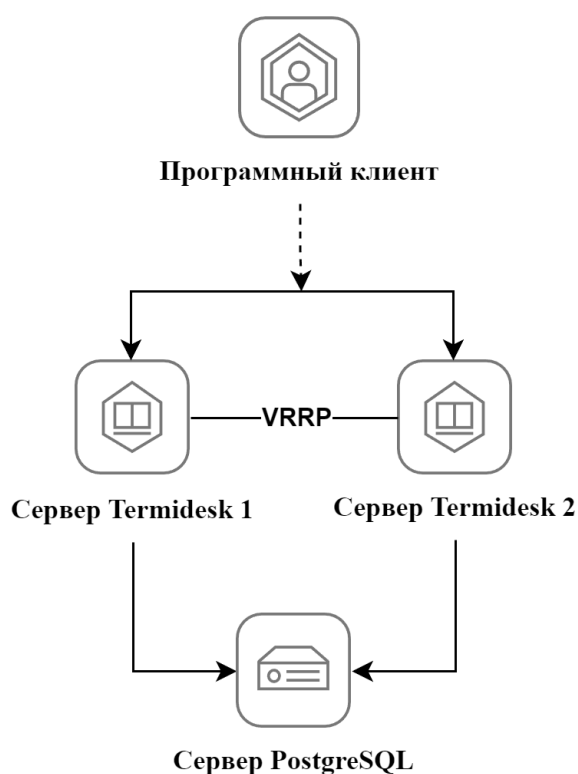 Программный клиент
VRRP
Сервер Termidesk 1
Сервер Termidesk 2
Сервер PostgreSQL